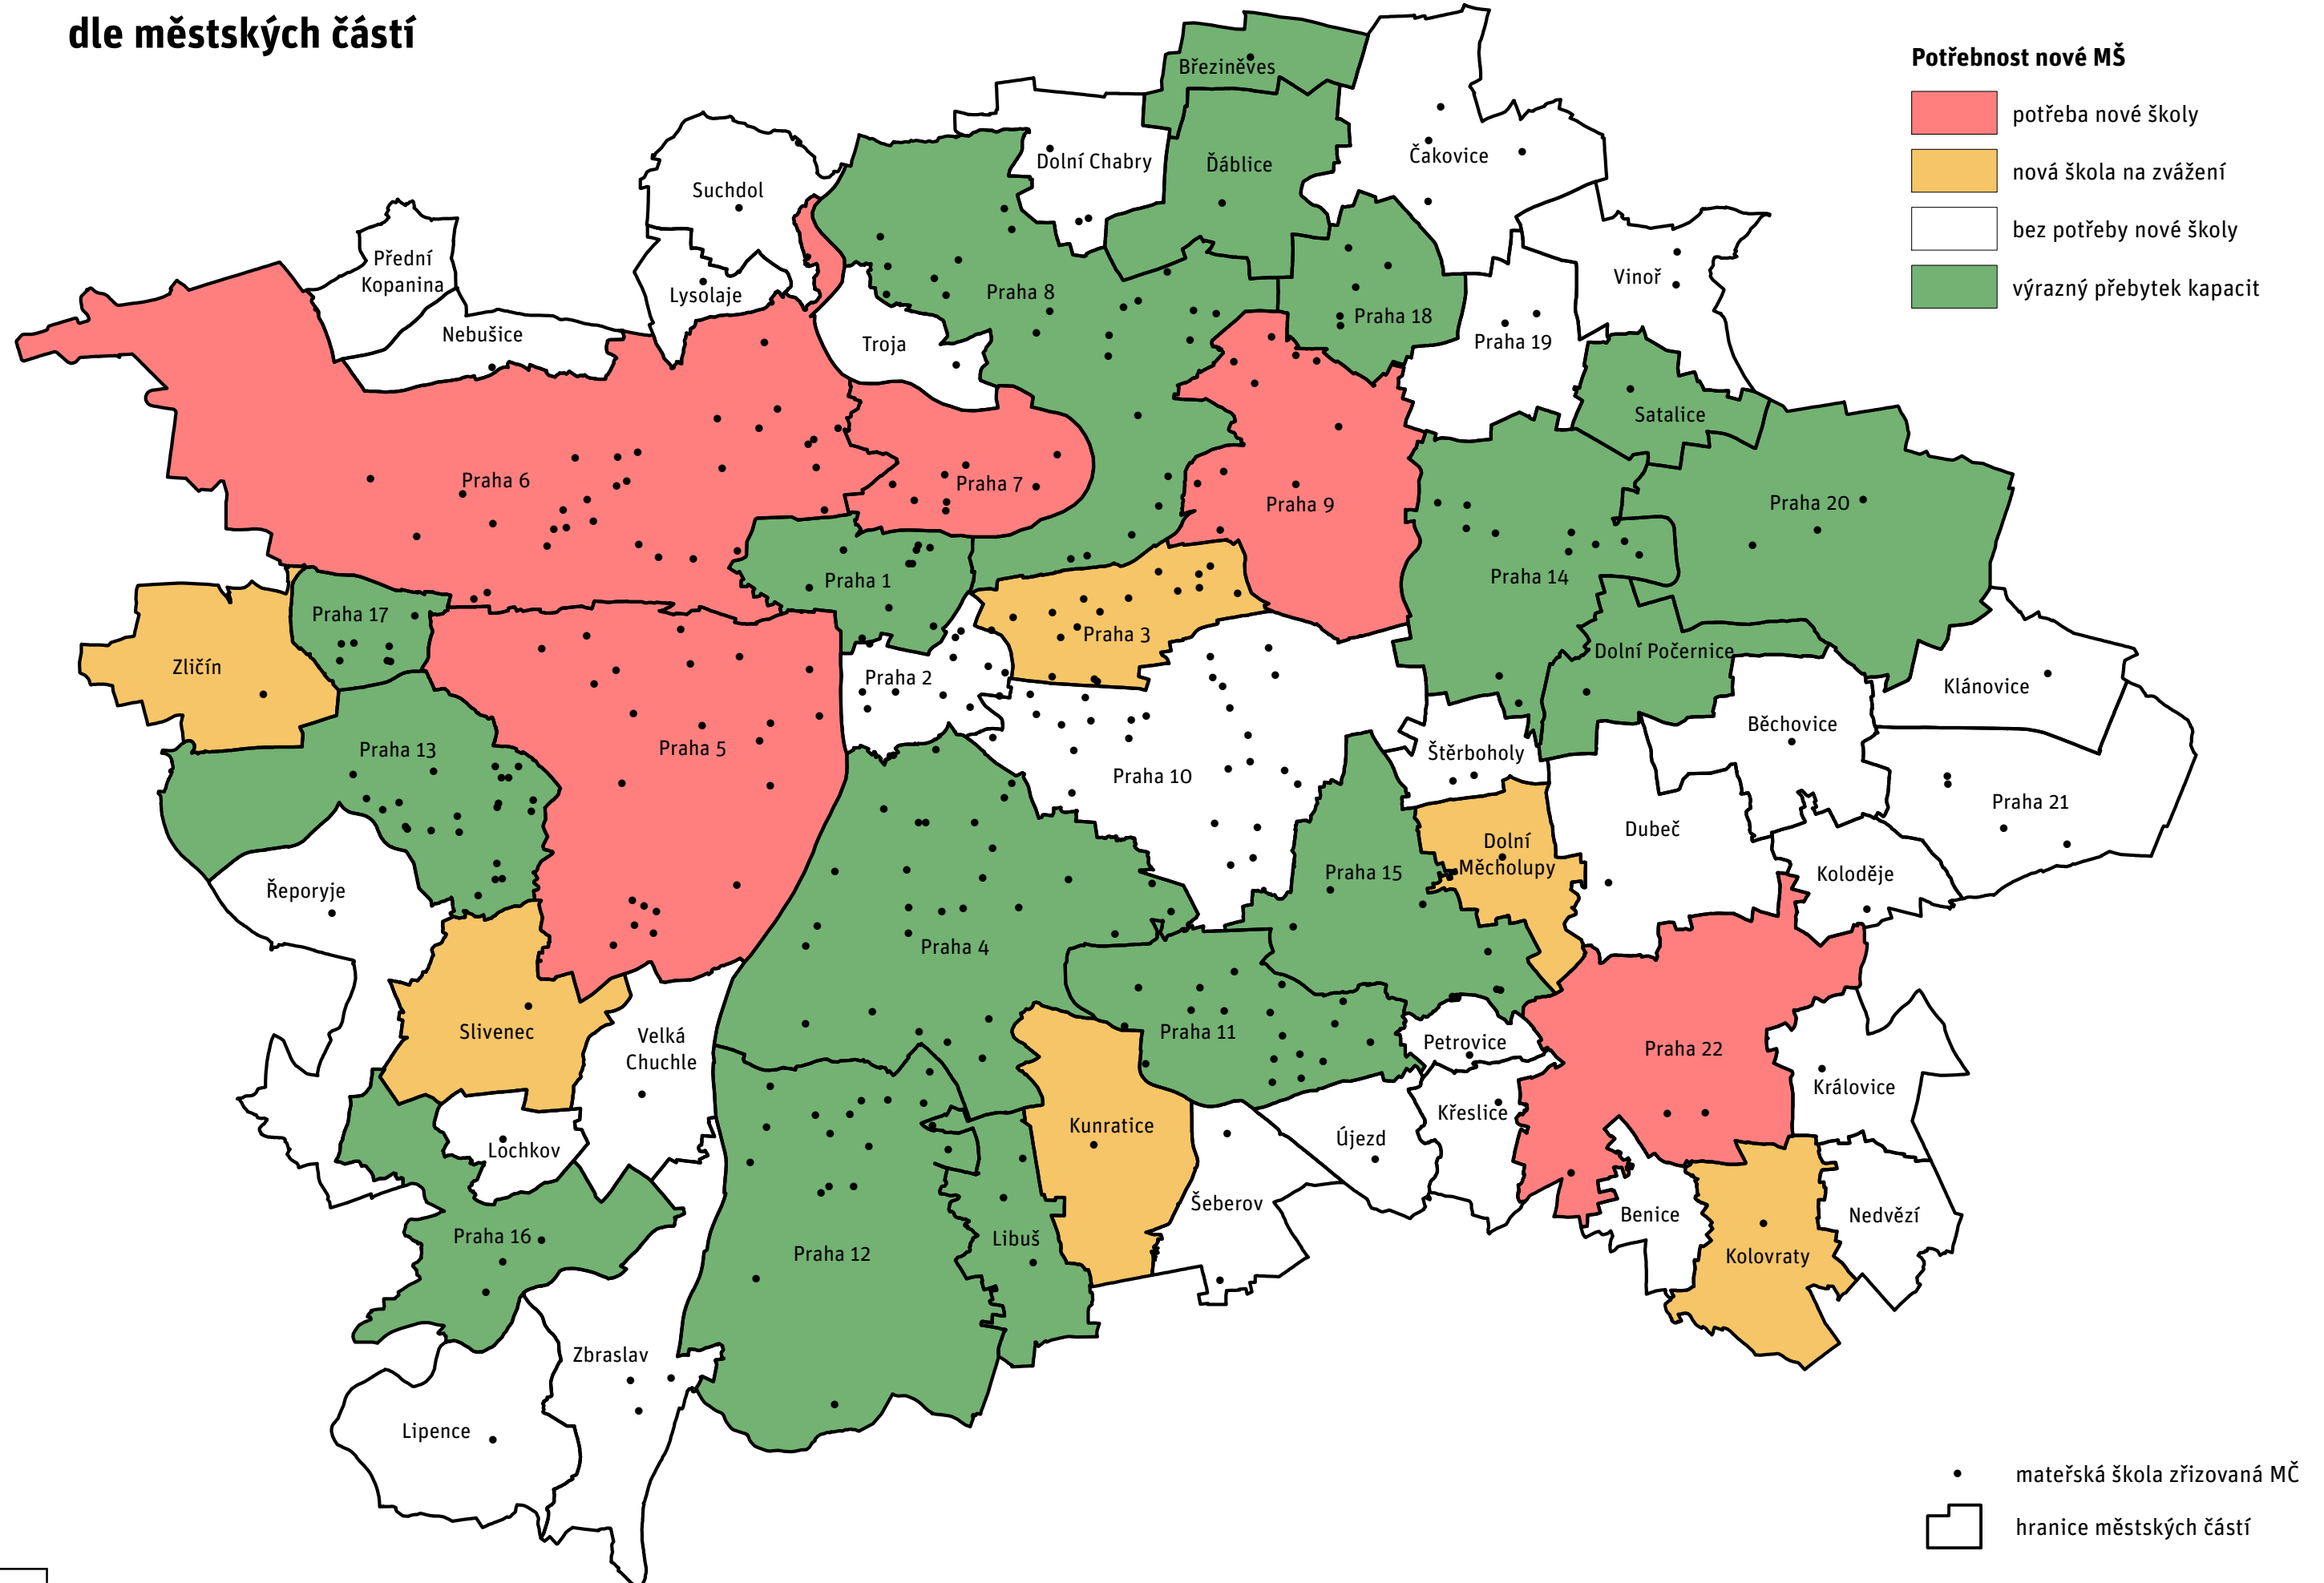 dle městských částí
Potřebnost nové MŠ
potřeba nové školy
nová škola na zvážení
bez potřeby nové školy
výrazný přebytek kapacit
Březiněves
Dolní Chabry
Ďáblice
Čakovice
Suchdol
Přední
Kopanina
Lysolaje
Nebušice
Praha 8
Troja
Praha 18
Praha 19
Vinoř
Satalice
Praha 6
Praha 7
Praha 9
Praha 20
Praha 1
Praha 14
Praha 17
Praha 3
Zličín
Praha 2
Dolní Počernice
Klánovice
Praha 13
Praha 5
Praha 10
Štěrboholy
Běchovice
Praha 21
Dubeč
Dolní
Měcholupy
Praha 15
Koloděje
Řeporyje
Praha 4
Slivenec
Velká
Chuchle
Praha 11
Petrovice
Praha 22
Královice
Kunratice
Křeslice
Újezd
Lochkov
Šeberov
Benice
Nedvězí
Praha 16
Praha 12
Libuš
Kolovraty
Zbraslav
Lipence
mateřská škola zřizovaná MČ
hranice městských částí